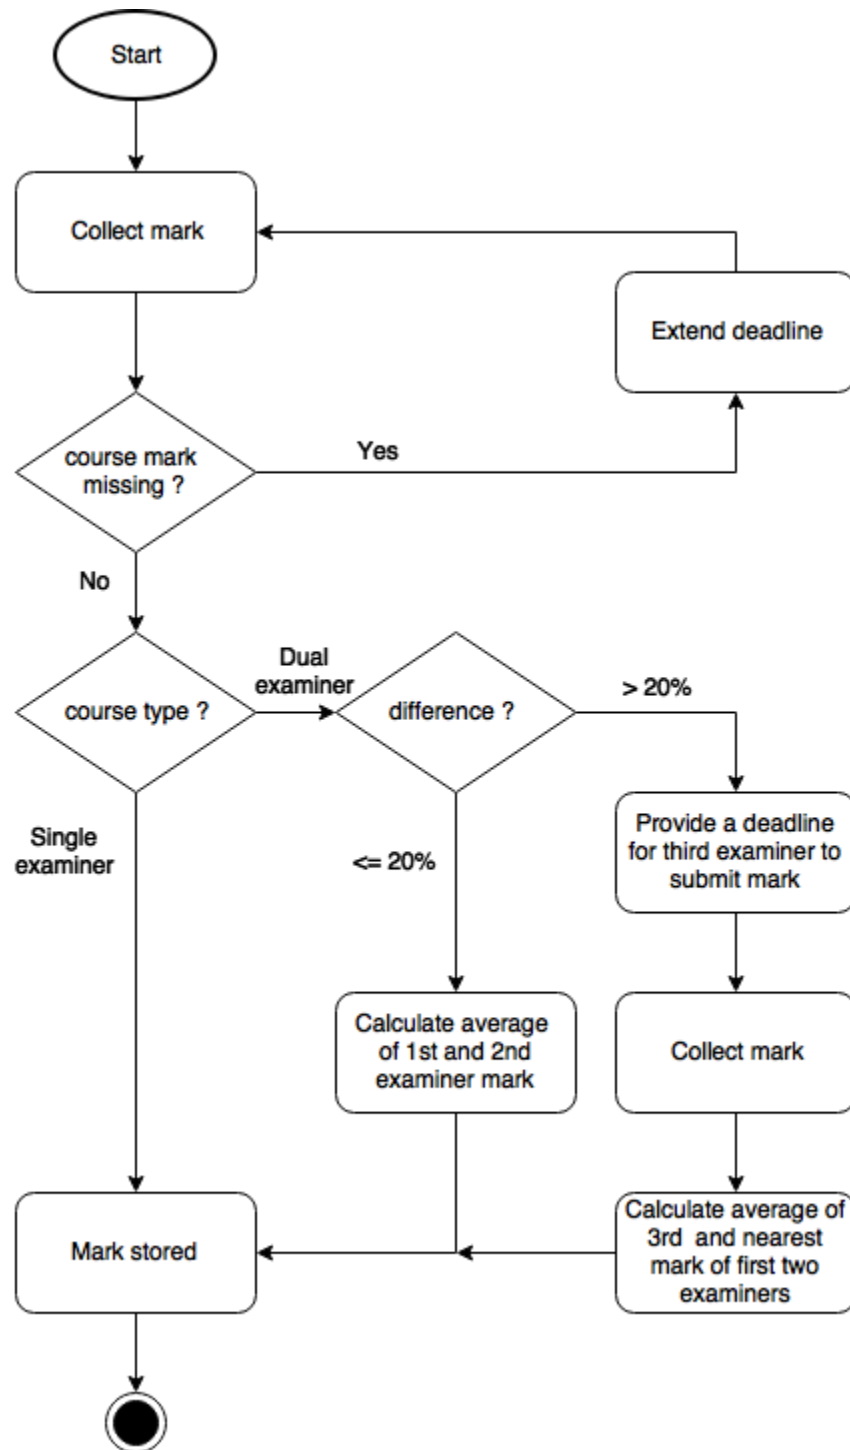 Start
Collect mark
Extend deadline
course mark
missing ?
Yes
No
course type ?
Dual
examiner
difference ?
> 20%
Single
examiner
<= 20%
Provide a deadline
for third examiner to
submit mark
Calculate average
of 1st and 2nd
examiner mark
Collect mark
Mark stored
Calculate average of
3rd and nearest
mark of first two
examiners